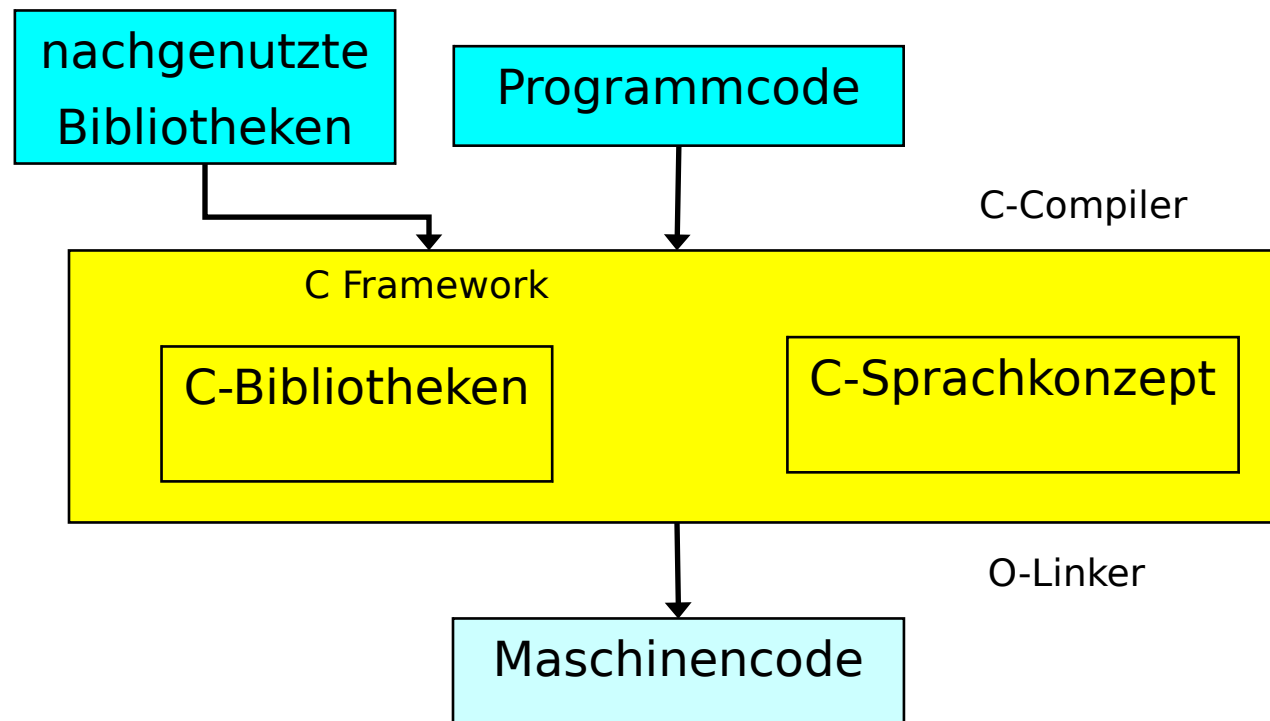 nachgenutzte
Bibliotheken
Programmcode
C-Compiler
C Framework
C-Bibliotheken
C-Sprachkonzept
O-Linker
Maschinencode